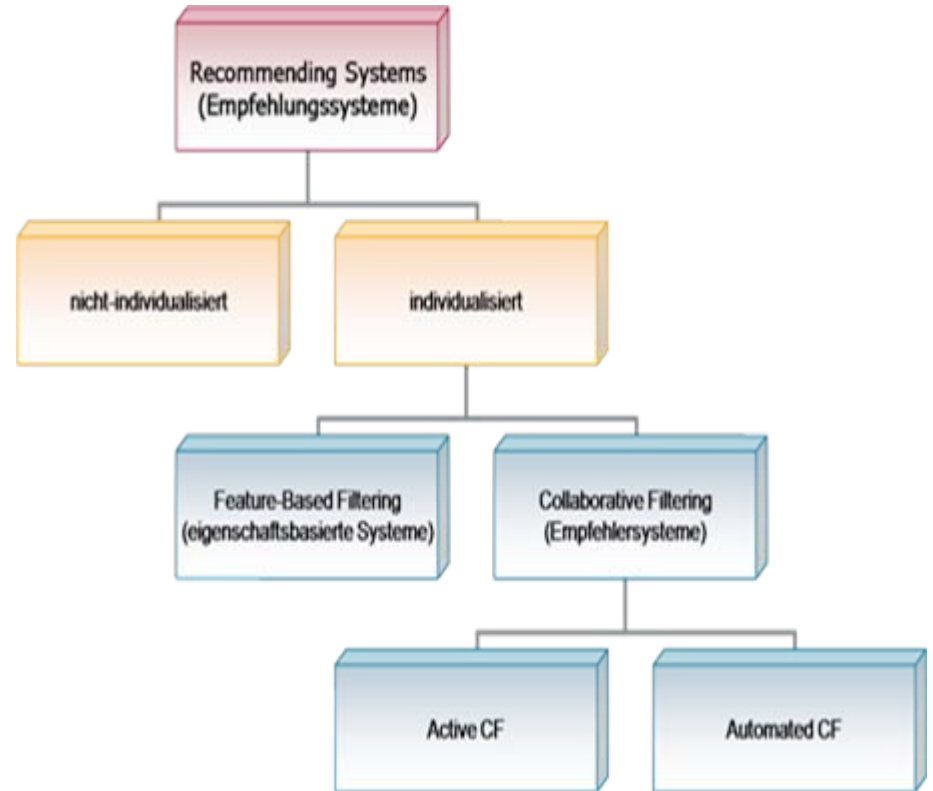 Recommending Systems
(Empfehlungssysteme)
nicht-individualisiert
individualisiert
Feature-Based Filtering
(eigenschaftsbasierte Systeme)
Collaborative Filtering
(Empfehlersysteme)
Active CF
Automated CF